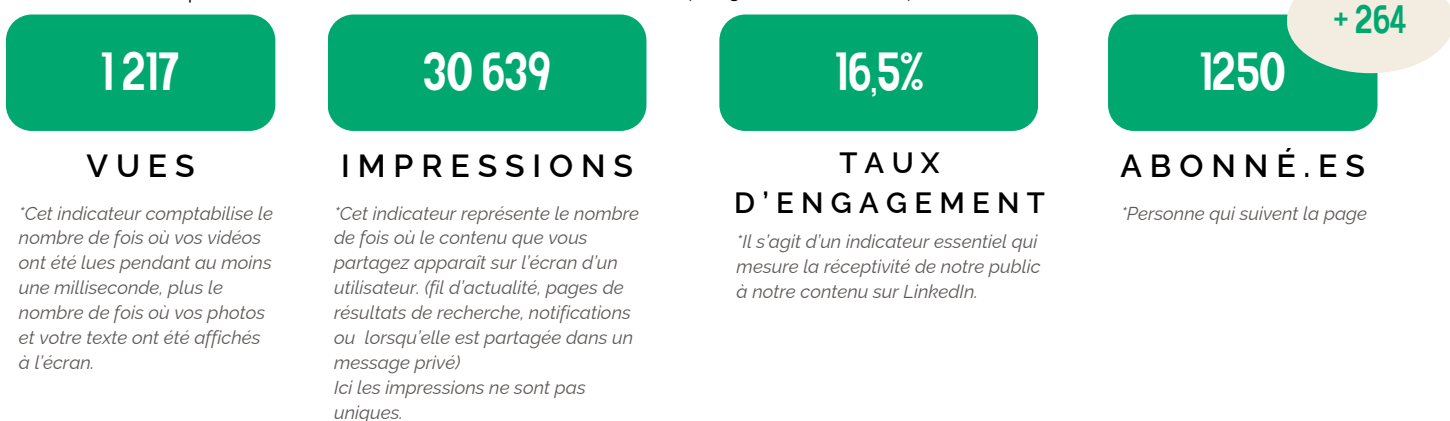 + 264
1 217
30 639
16,5%
1250
VUES
*Cet indicateur comptabilise le
nombre de fois où vos vidéos
ont été lues pendant au moins
une milliseconde, plus le
nombre de fois où vos photos
et votre texte ont été affichés
à l'écran.
IMPRESSIONS
*Cet indicateur représente le nombre
de fois où le contenu que vous
partagez apparaît sur l'écran d'un
utilisateur. (fil d'actualité, pages de
résultats de recherche, notifications
ou lorsqu'elle est partagée dans un
message privé)
Ici les impressions ne sont pas
uniques.
TAUX
D'ENGAGEMENT
*Il s'agit d'un indicateur essentiel qui
mesure la réceptivité de notre public
à notre contenu sur LinkedIn.
ABONNÉ.ES
*Personne qui suivent la page